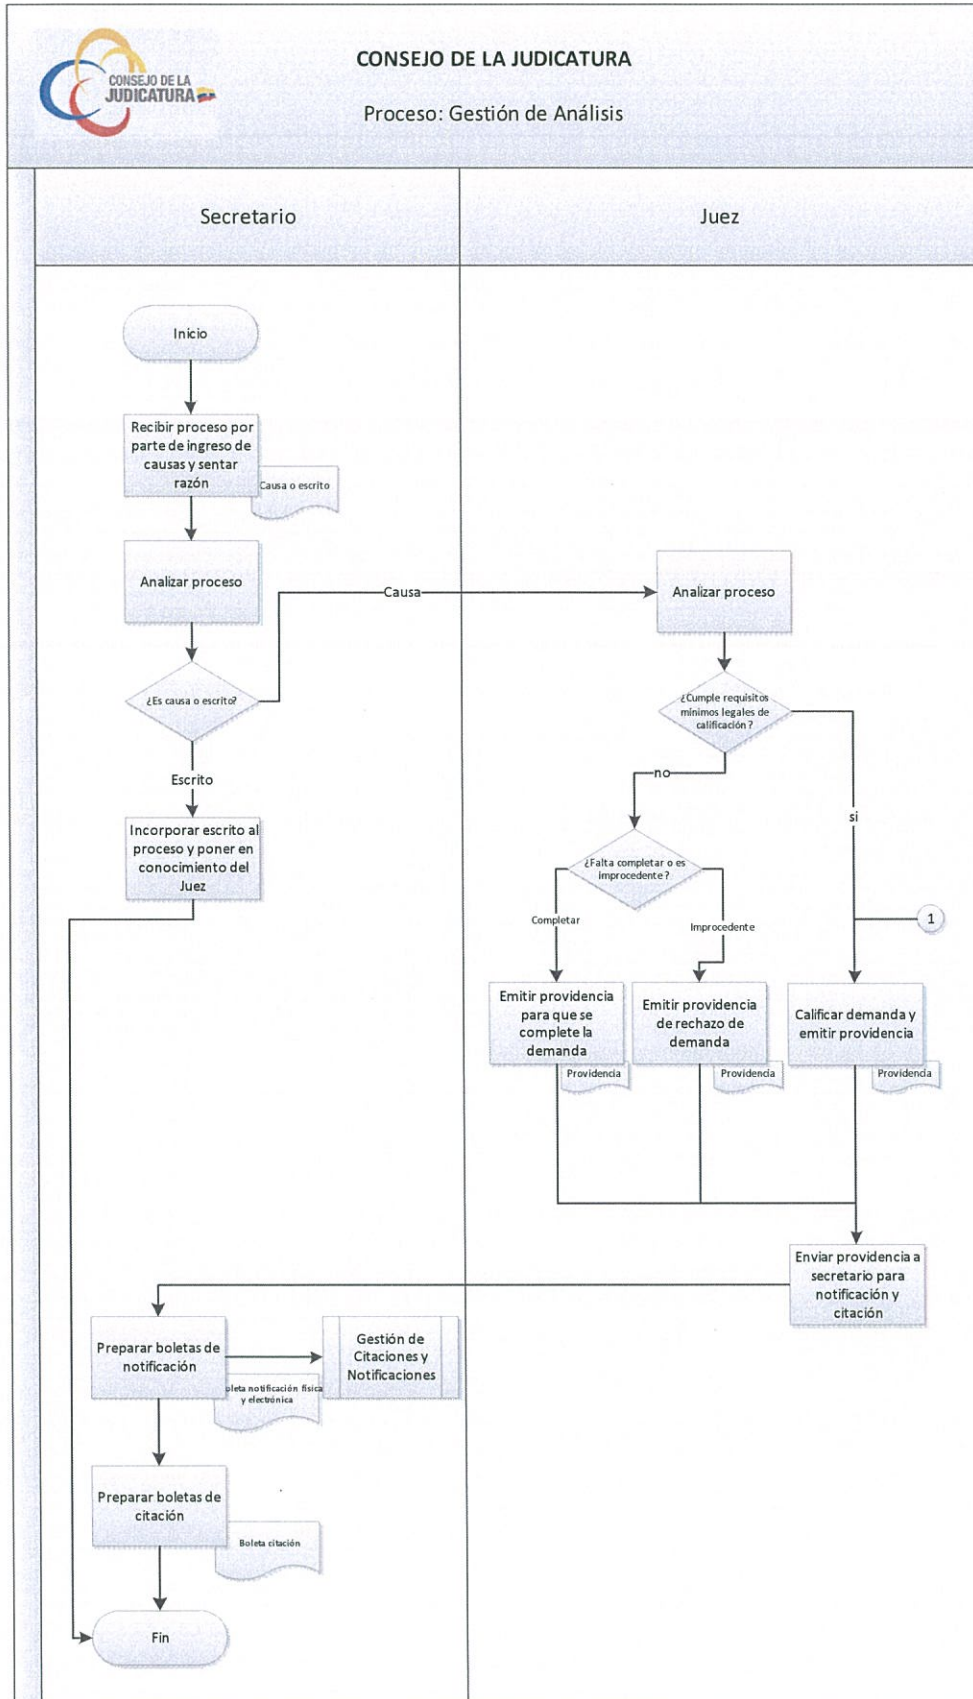 CONSEJO DE LA
JUDICATURA
CONSEJO DE LA JUDICATURA
Proceso: Gestión de Análisis
Secretario
Juez
Inicio
Recibir proceso por
parte de ingreso de
causas y sentar
razón
Causa o escrito
Analizar proceso
Causa
Analizar proceso
¿Es causa o escrito?
¿Cumple requisitos
mínimos legales de
calificación ?
Escrito
no
si
Incorporar escrito al
proceso y poner en
conocimiento del
Juez
¿Falta completar o es
improcedente ?
Completar
Improcedente
1
Emitir providencia
para que se
complete la
demanda
Providencia
Emitir providencia
de rechazo de
demanda
Providencia
Calificar demanda y
emitir providencia
Providencia
Enviar providencia a
secretario para
notificación y
citación
Preparar boletas de
notificación
oleta notificación física
y electrónica
Gestión de
Citaciones y
Notificaciones
Preparar boletas de
citación
Boleta citación
Fin